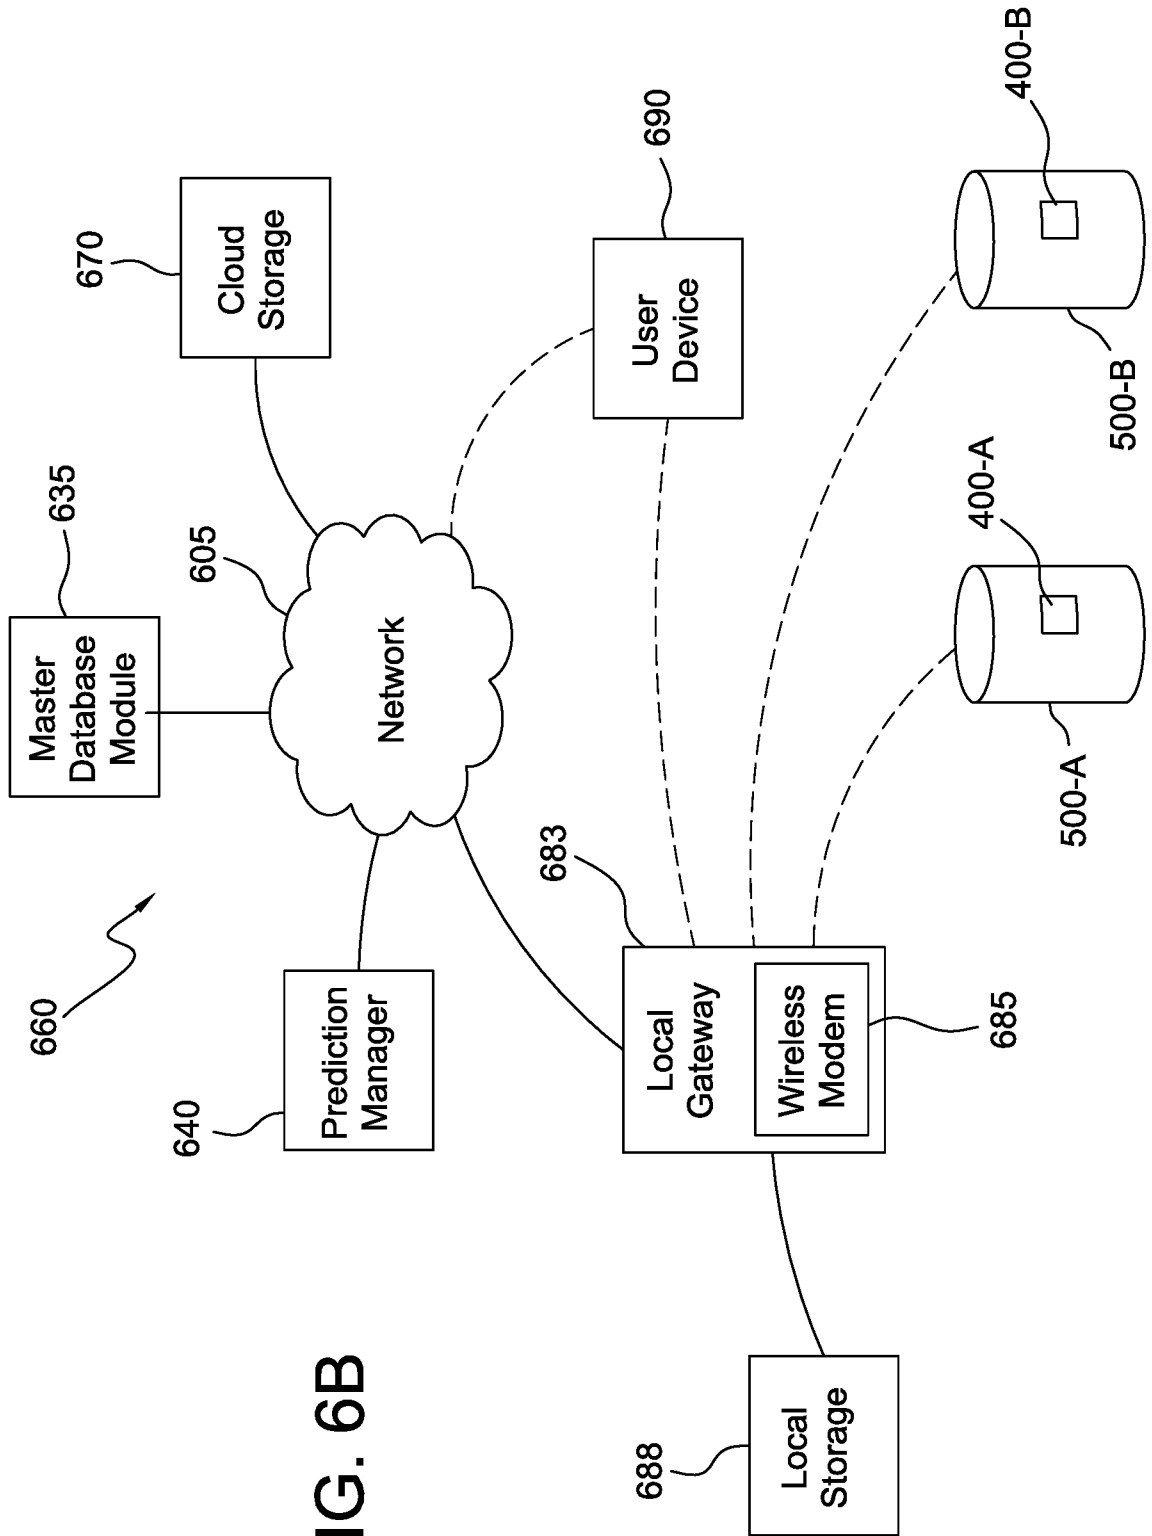 IG. 6B
660
Master
Database
Module
635
640
Prediction
Manager
605
Network
670
Cloud
Storage
690
User
Device
683
Local
Gateway
Wireless
Modem
685
688
Local
Storage
400-A
500-A
400-B
500-B